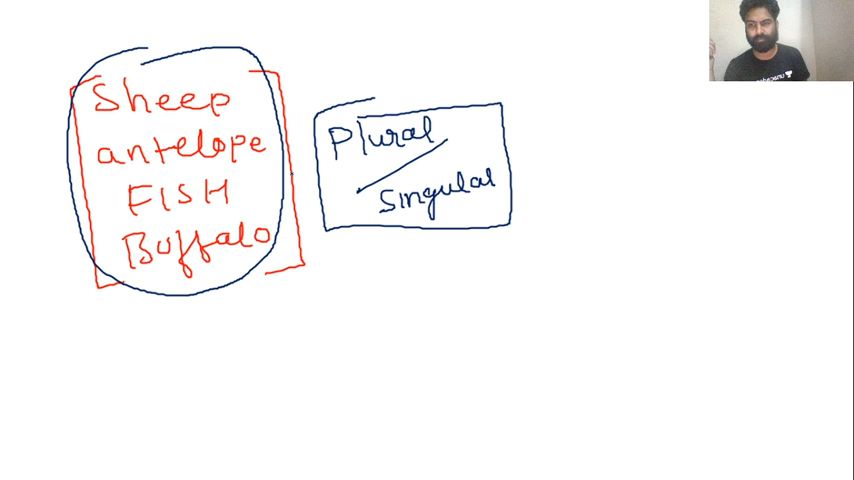 Sheep
antelope
FISH
Buffalo
Plural
Singular